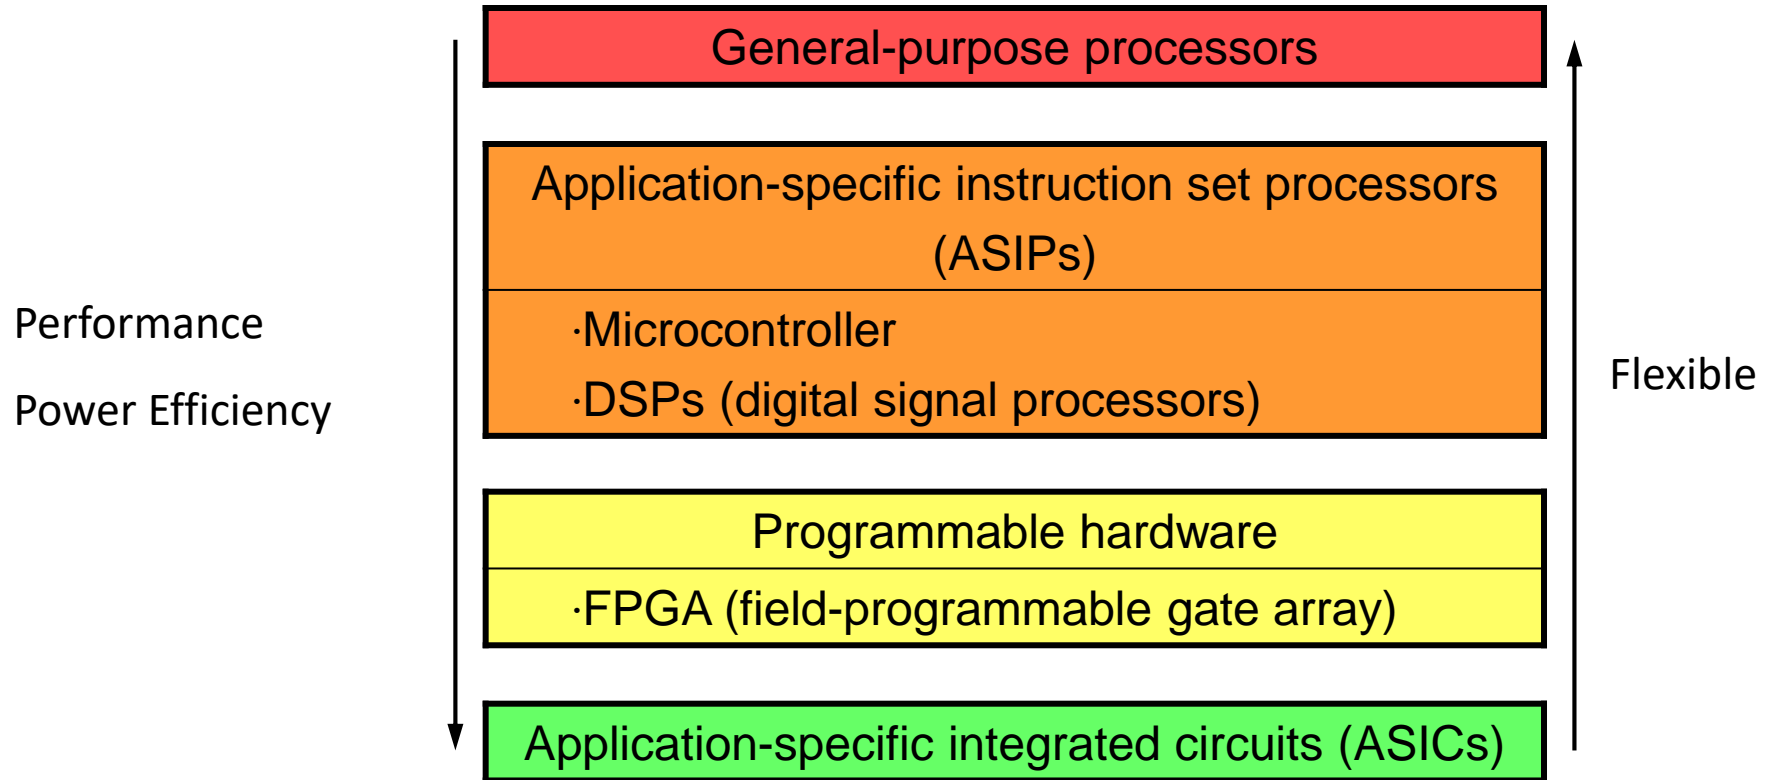 General-purpose processors
Application-specific instruction set processors
(ASIPs)
·Microcontroller
·DSPs (digital signal processors)
Performance
Power Efficiency
Flexible
Programmable hardware
·FPGA (field-programmable gate array)
Application-specific integrated circuits (ASICs)